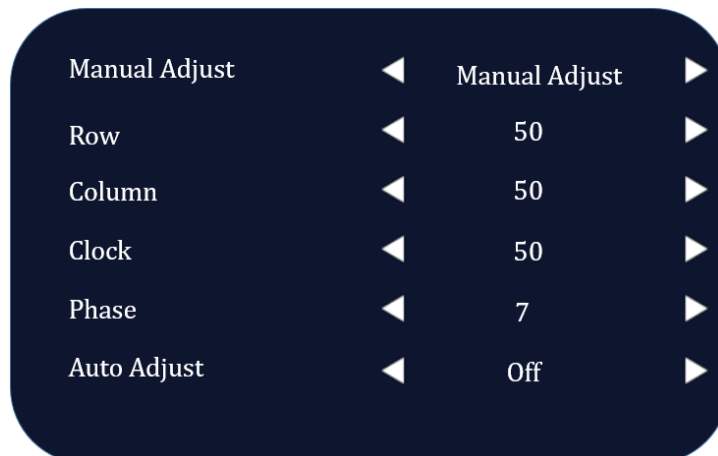 Manual Adjust Manual Adjust
Row 50
Column 50
Clock 50
Phase 7
Auto Adjust Off